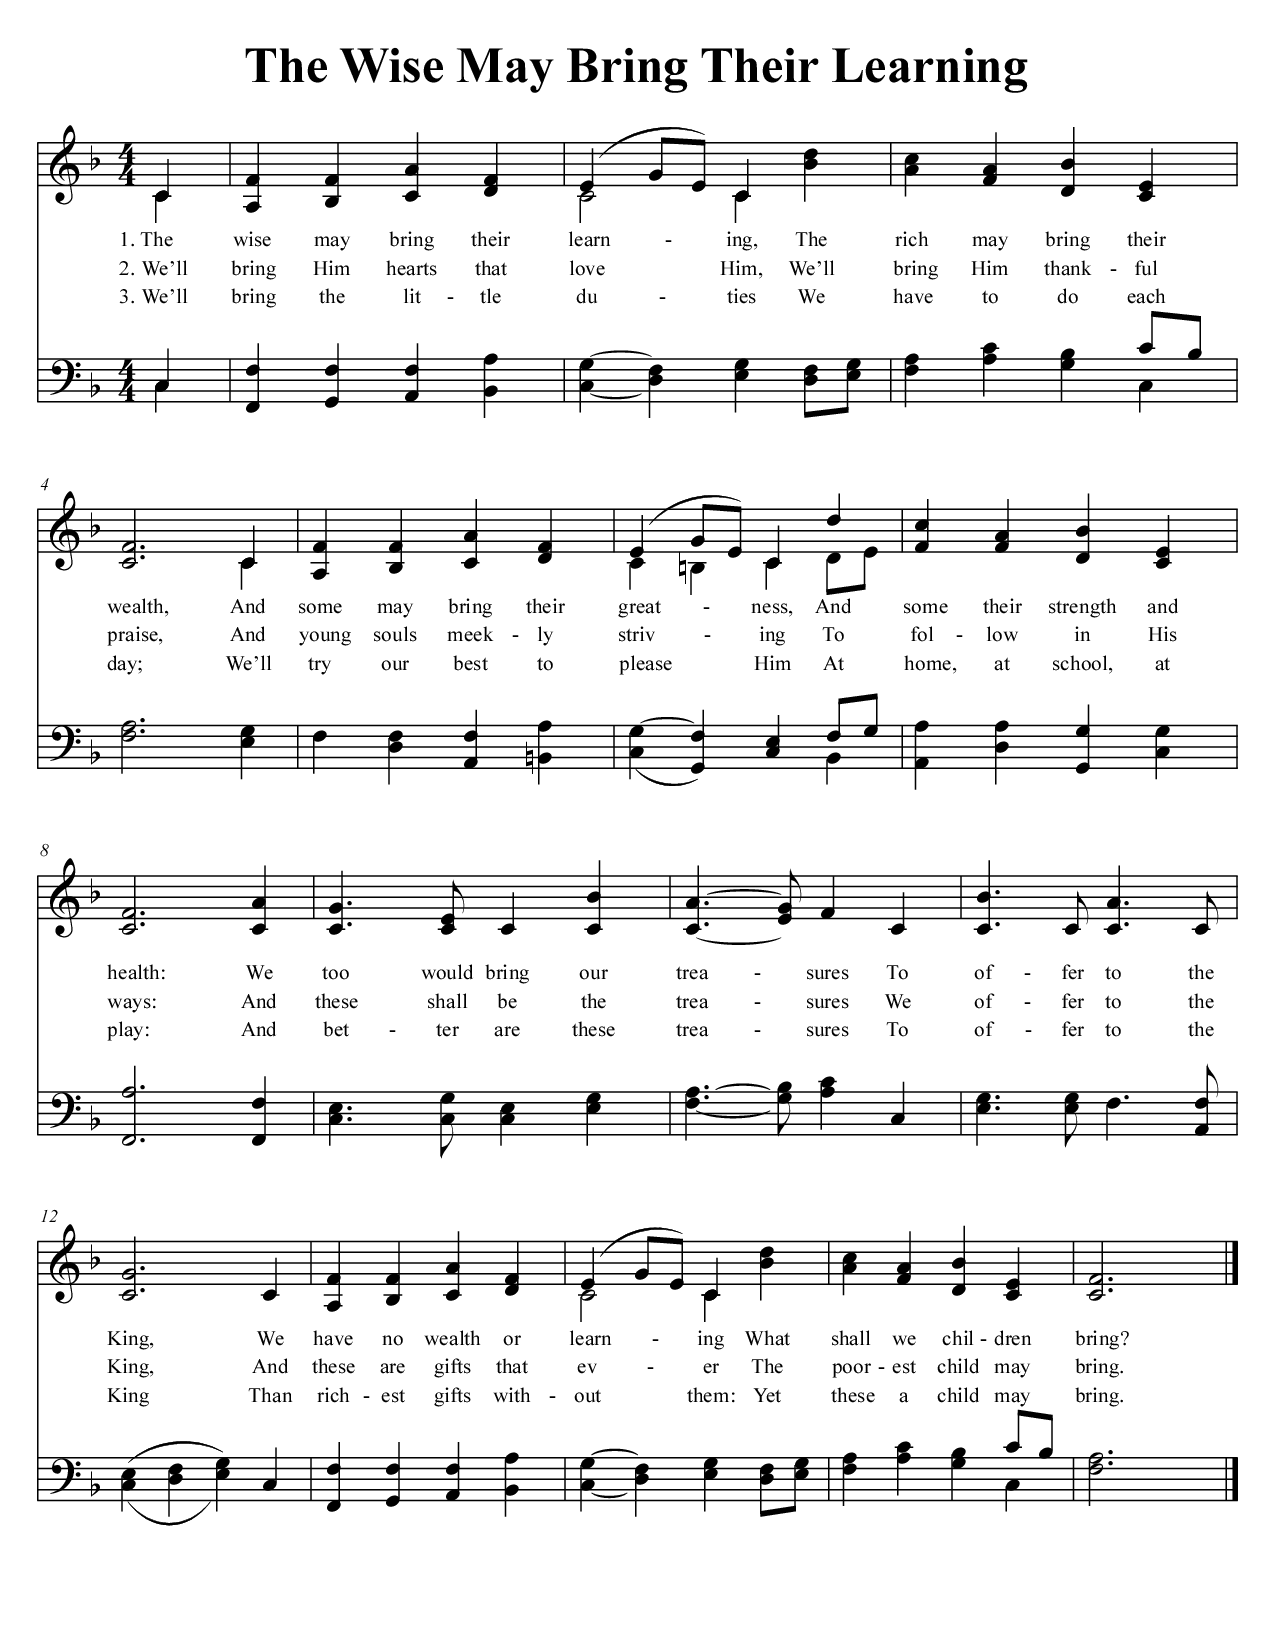 The Wise May Bring Their Learning
4
4
1. The wise may bring their learn - ing, The rich may bring their
2. We’ll bring Him hearts that love Him, We’ll bring Him thank - ful
3. We’ll bring the lit - tle du - ties We have to do each
4
4
4
wealth, And some may bring their great - ness, And some their strength and
praise, And young souls meek - ly striv - ing To fol - low in His
day; We’ll try our best to please Him At home, at school, at
8
health: We too would bring our trea - sures To of - fer to the
ways: And these shall be the trea - sures We of - fer to the
play: And bet - ter are these trea - sures To of - fer to the
12
King, We have no wealth or learn - ing What shall we chil - dren bring?
King, And these are gifts that ev - er The poor - est child may bring.
King Than rich - est gifts with - out them: Yet these a child may bring.